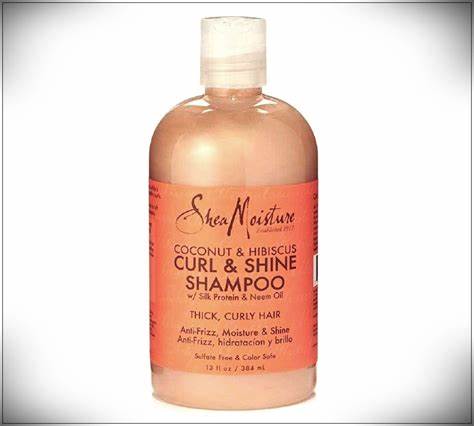 SheaMoisture
Established 1912
COCONUT & HIBISCUS
CURL & SHINE
SHAMPOO
w/ Silk Protein & Neem Oil
THICK, CURLY HAIR
Anti-Frizz, Moisture & Shine
Anti-Frizz, hidratación y brillo
Sulfate Free & Color Safe
13 fl oz / 384 mL